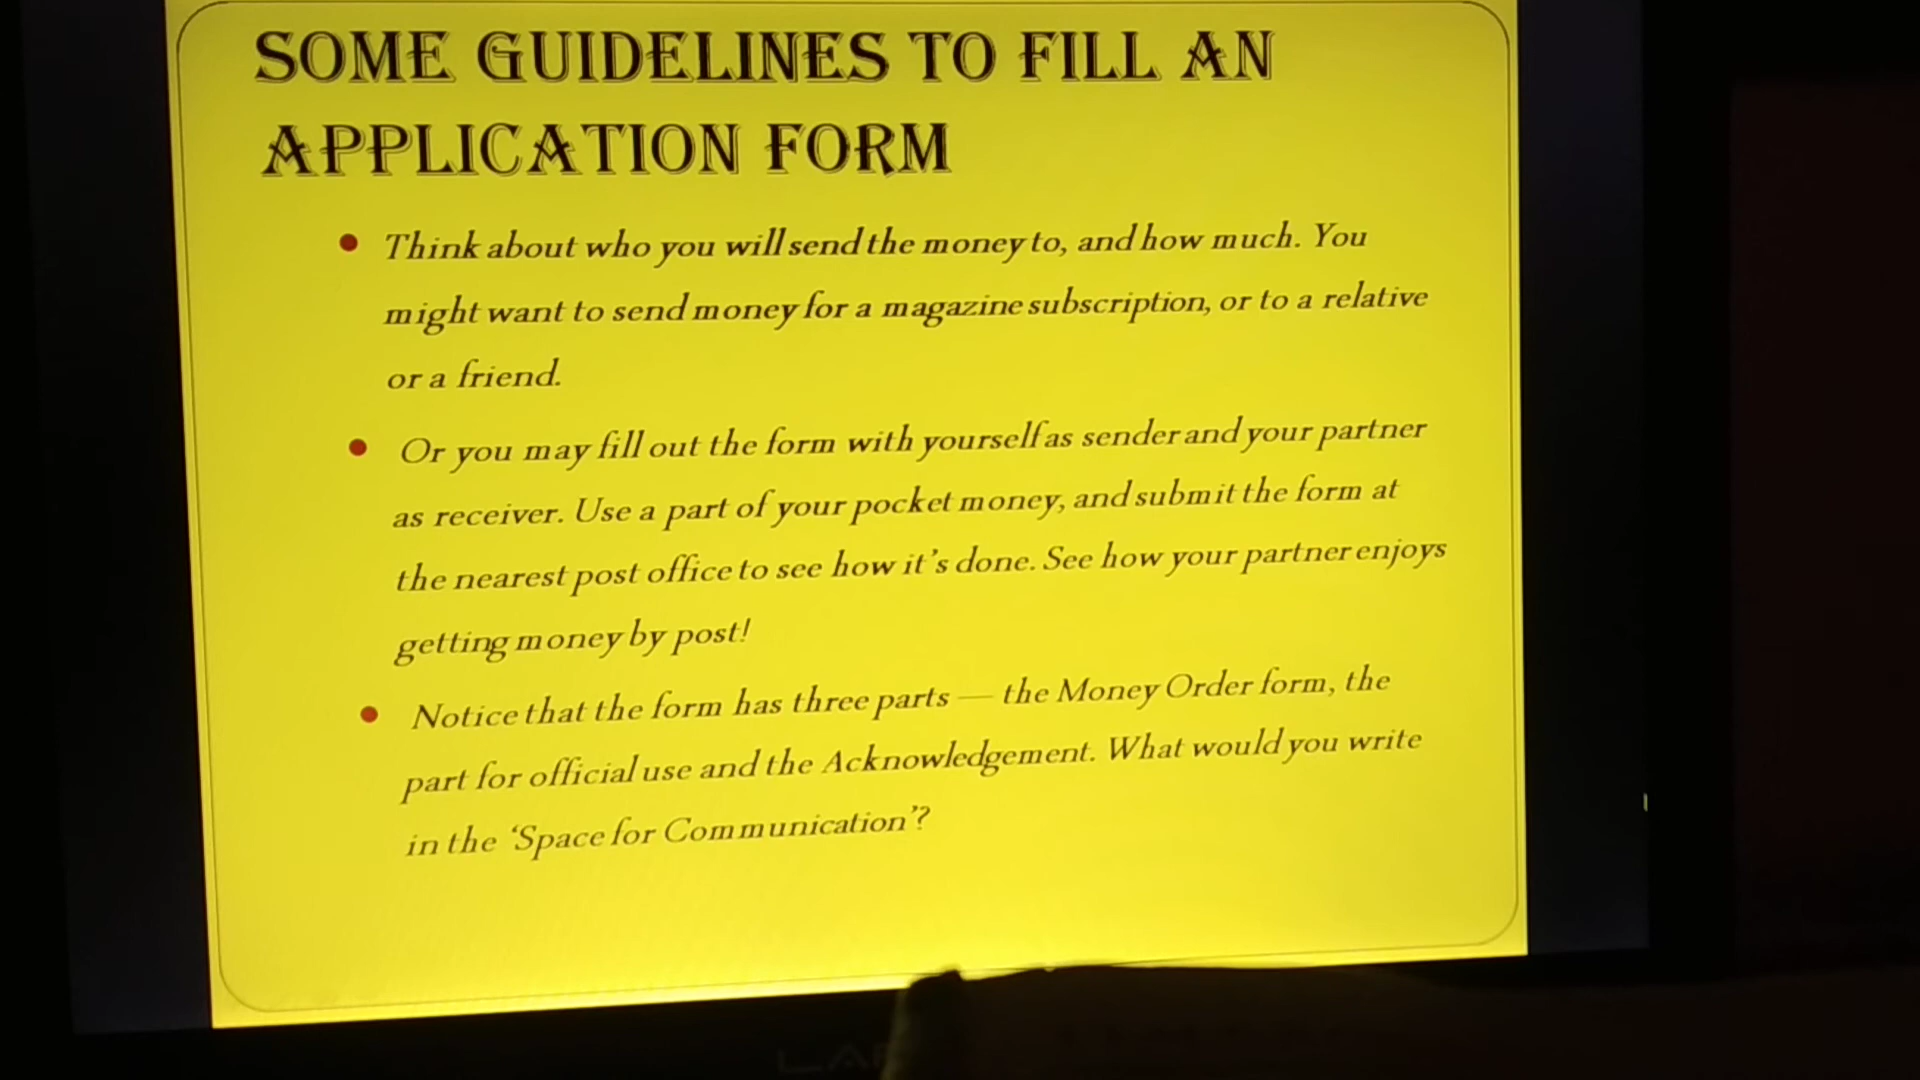 SOME GUIDELINES TO FILL AN
APPLICATION FORM
• Think about who you will send the money to, and how much. You
might want to send money for a magazine subscription, or to a relative
or a friend.
• Or you may fill out the form with yourself as sender and your partner
as receiver. Use a part of your pocket money, and submit the form at
the nearest post office to see how it's done. See how your partner enjoys
getting money by post!
• Notice that the form has three parts — the Money Order form, the
part for official use and the Acknowledgement. What would you write
in the ‘Space for Communication’?